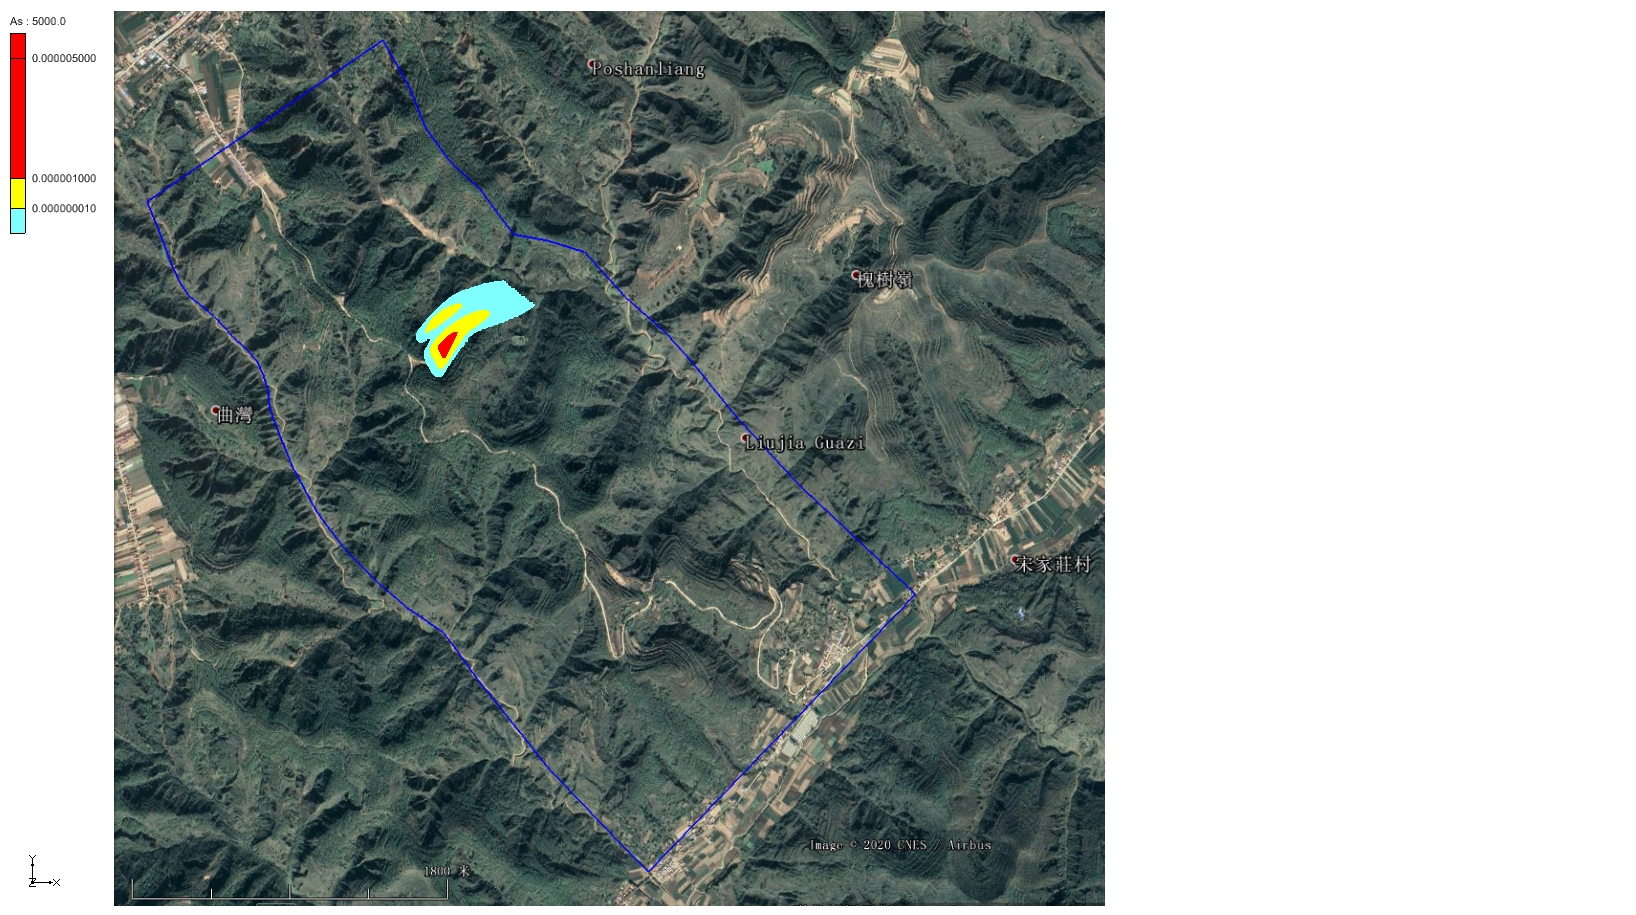 As : 5000.0
0.000005000
0.000001000
0.000000010
Poshanliang
槐樹嶺
曲灣
Liujia Guazi
宋家莊村
Image © 2020 CNES / Airbus
1800 米
Y
Z X